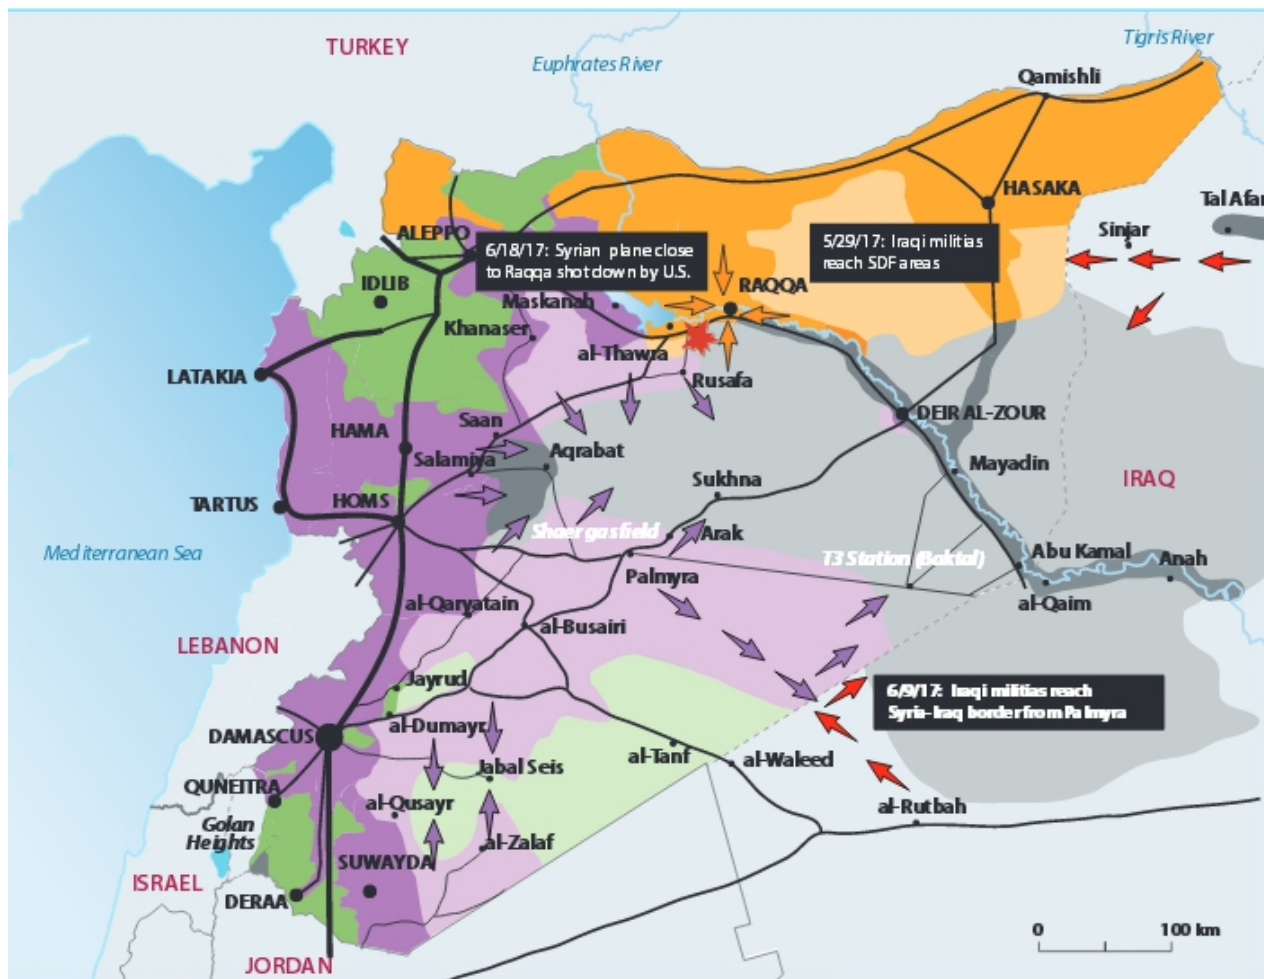 TURKEY
Euphrates River
Tigris River
Qamishli
HASAKA
Tal Afar
Sinjar
ALEPPO
6/18/17: Syrian plane close
to Raqqa shot down by U.S.
5/29/17: Iraqi militias
reach SDF areas
IDLIB
Maskanah
RAQQA
Khanaser
al-Thawra
Rusafa
LATAKIA
DEIR AL-ZOUR
Saan
HAMA
Salamiya
Aqrabat
Mayadin
Sukhna
IRAQ
TARTUS
HOMS
Shaer gas field
Arak
Mediterranean Sea
T3 Station (Baktal)
Abu Kamal
Anah
Palmyra
al-Qaryatain
al-Qaim
al-Busairi
LEBANON
Jayrud
6/9/17: Iraqi militias reach
Syria-Iraq border from Palmyra
al-Dumayr
DAMASCUS
al-Tanf
al-Waleed
Jabal Seis
QUNEITRA
al-Qusayr
al-Rutbah
Golan
Heights
al-Zalaf
SUWAYDA
ISRAEL
DERAA
JORDAN
0 100 km